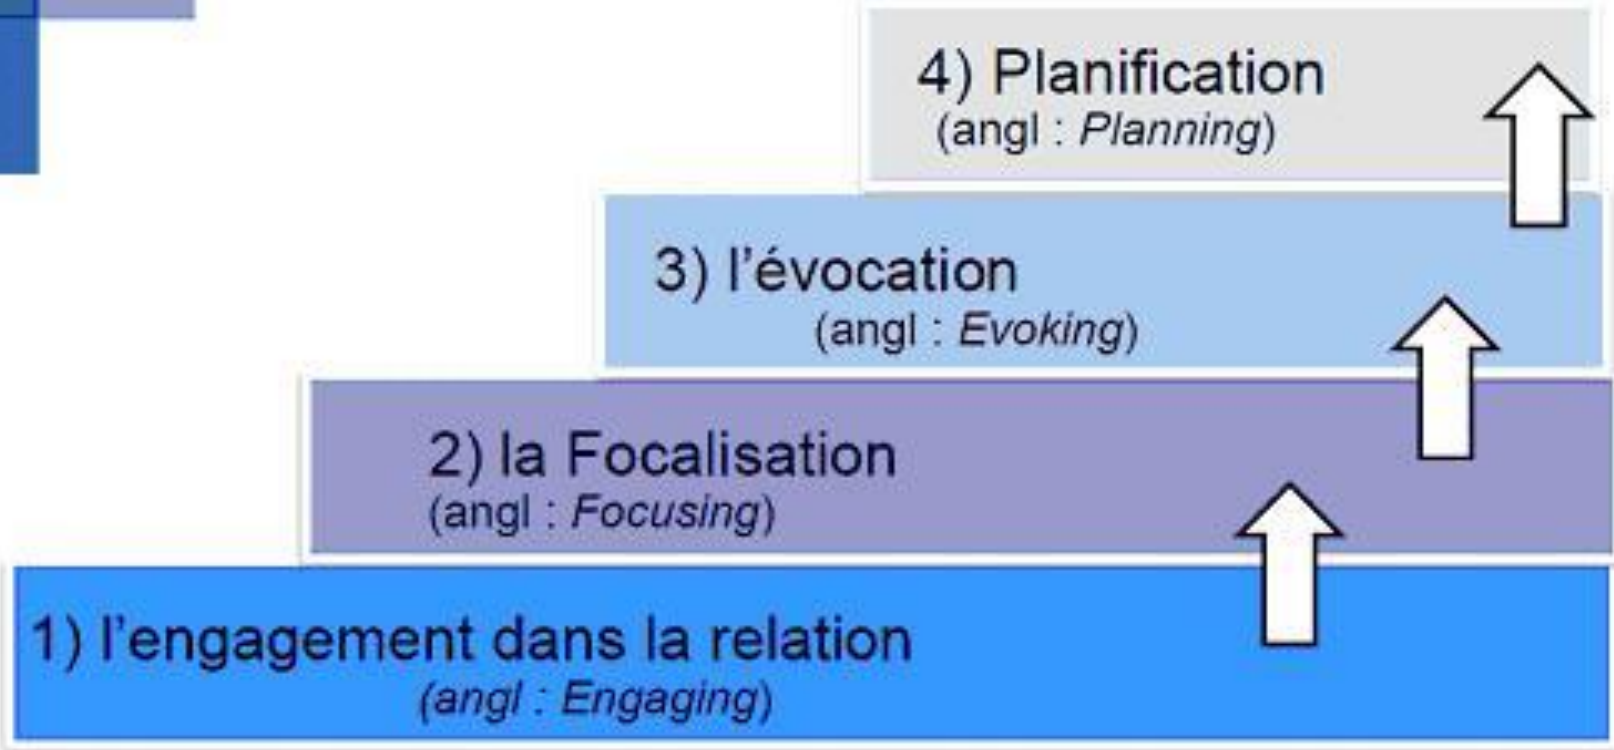 4) Planification
(angl : Planning)
3) l'évocation
(angl : Evoking)
2) la Focalisation
(angl : Focusing)
1) l'engagement dans la relation
(angl : Engaging)